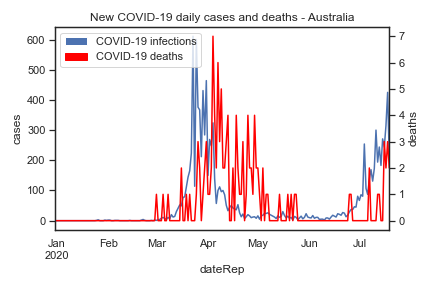 New COVID-19 daily cases and deaths - Australia
COVID-19 infections
COVID-19 deaths
600
500
400
300
200
100
0
cases
7
6
5
4
3
2
1
0
deaths
Jan Feb Mar Apr May Jun Jul
2020
dateRep